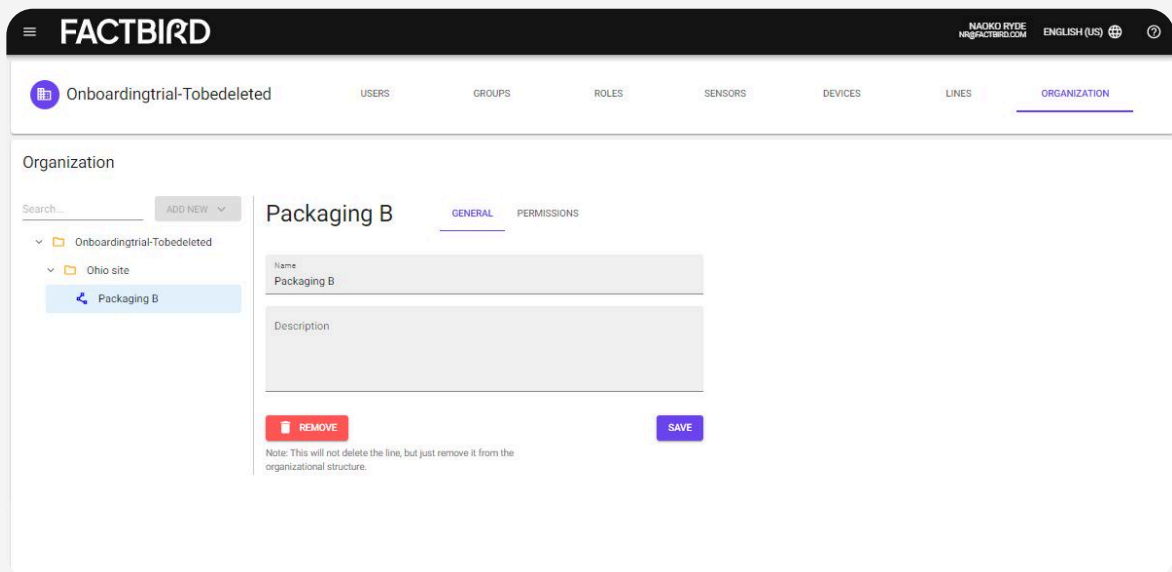 FACTBIRD
NAOKO RYDE
NR@FACTBIRD.COM
ENGLISH (US)
Onboardingtrial-Tobedeleted
USERS
GROUPS
ROLES
SENSORS
DEVICES
LINES
ORGANIZATION
Organization
Search...
ADD NEW
Onboardingtrial-Tobedeleted
Ohio site
Packaging B
Packaging B
GENERAL
PERMISSIONS
Name
Packaging B
Description
REMOVE
SAVE
Note: This will not delete the line, but just remove it from the
organizational structure.